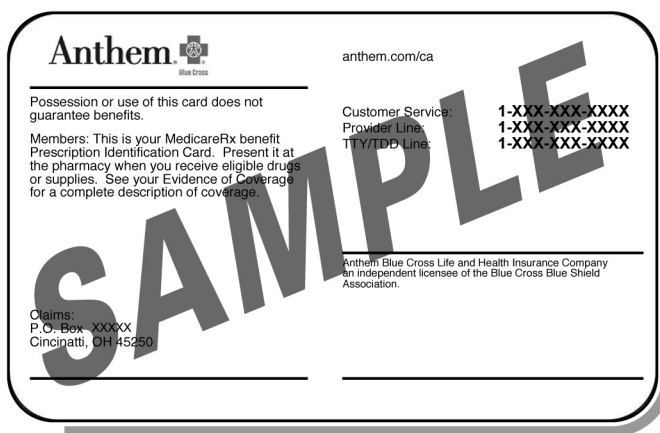 Anthem.
Blue Cross
Possession or use of this card does not
guarantee benefits.
Members: This is your MedicareRx benefit
Prescription Identification Card. Present it at
the pharmacy when you receive eligible drugs
or supplies. See your Evidence of Coverage
for a complete description of coverage.
Claims:
P.O. Box XXXXX
Cincinatti, OH 45250
anthem.com/ca
Customer Service: 1-XXX-XXX-XXXX
Provider Line: 1-XXX-XXX-XXXX
TTY/TDD Line: 1-XXX-XXX-XXXX
Anthem Blue Cross Life and Health Insurance Company
an independent licensee of the Blue Cross Blue Shield
Association.
SAMPLE